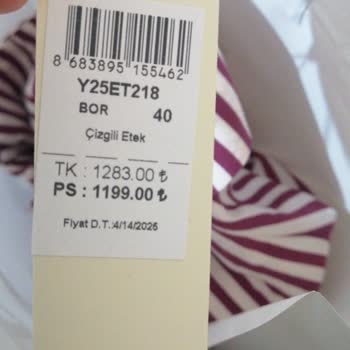 8 683895 155462
Y25ET218
BOR 40
Çizgili Etek
TK : 1283.00 ₺
PS : 1199.00 ₺
Fiyat D.T.:4/14/2025